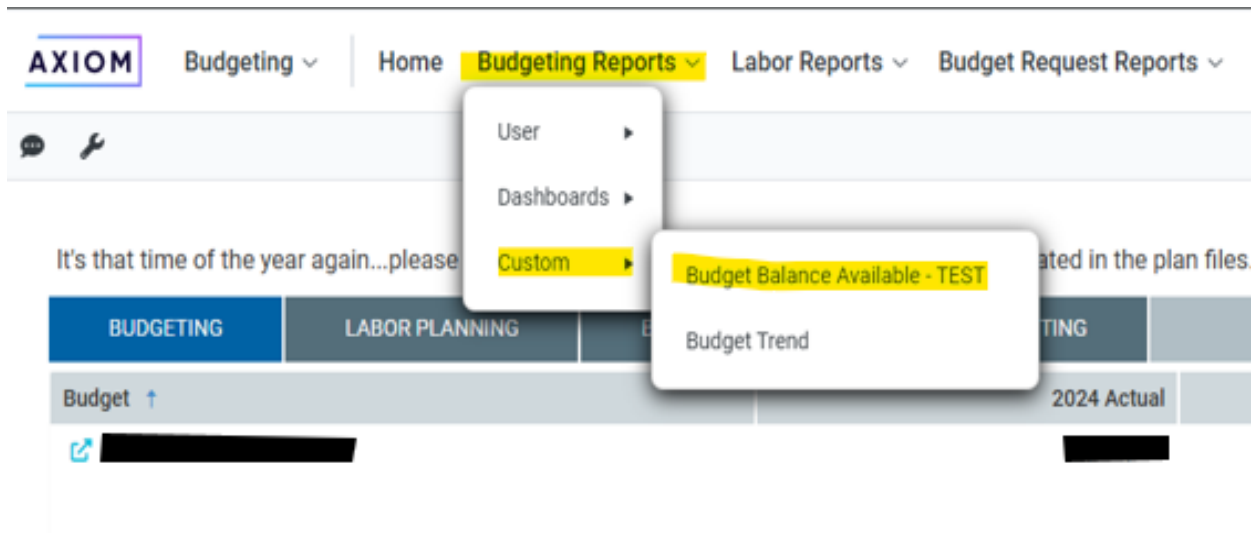 AXIOM Budgeting Home Budgeting Reports Labor Reports Budget Request Reports
User
Dashboards
It's that time of the year again...please Custom ated in the plan files.
Budget Balance Available - TEST
BUDGETING LABOR PLANNING TING
Budget Trend
Budget 2024 Actual